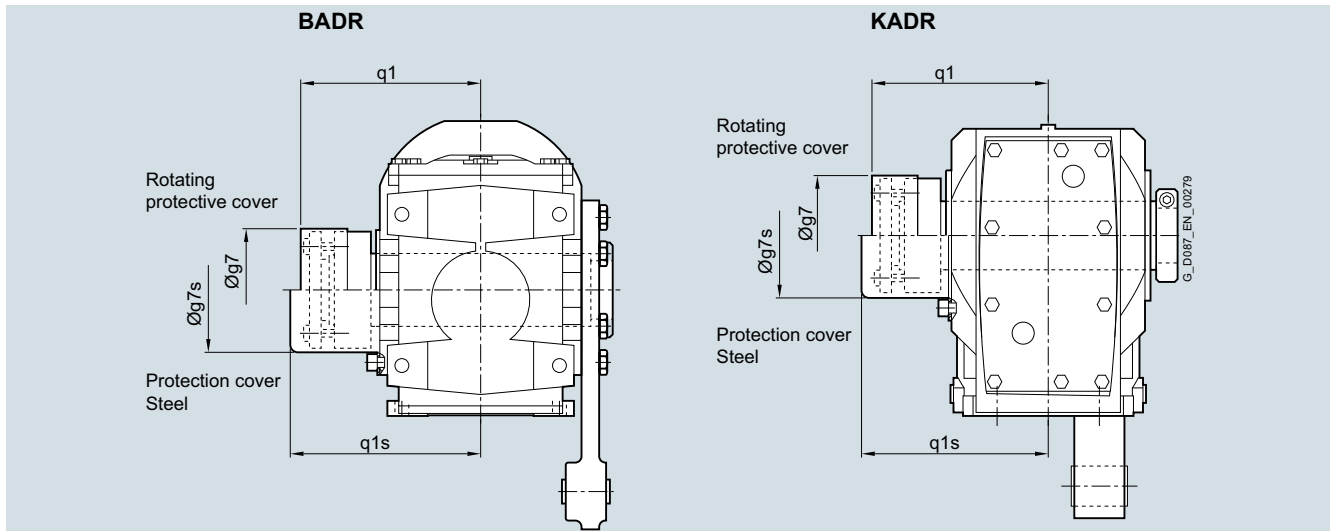 BADR
q1
Rotating
protective cover
Øg7s
Øg7
Protection cover
Steel
q1s
KADR
q1
Rotating
protective cover
Øg7s
Øg7
Protection cover
Steel
q1s
G_D087_EN_00279